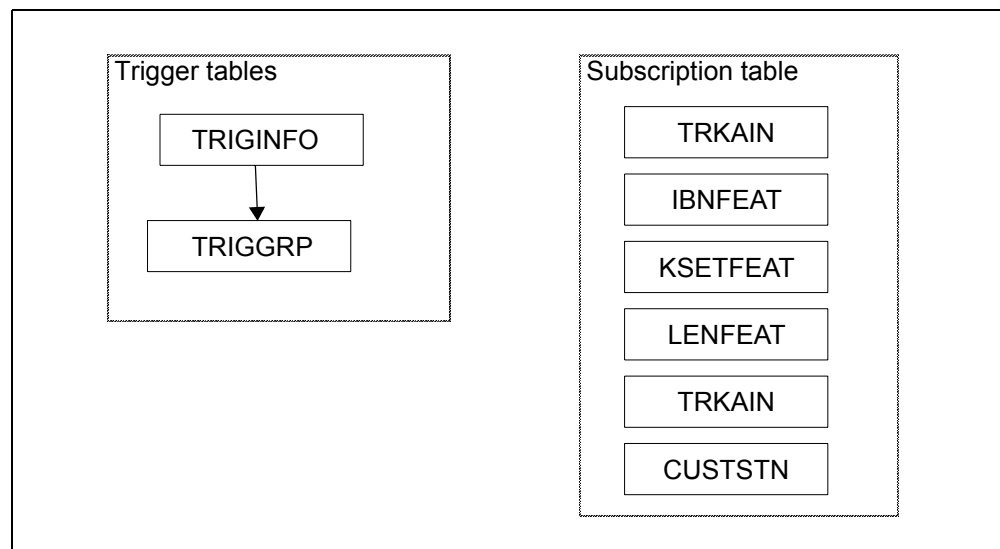 Trigger tables
TRIGINFO
TRIGGRP
Subscription table
TRKAIN
IBNFEAT
KSETFEAT
LENFEAT
TRKAIN
CUSTSTN